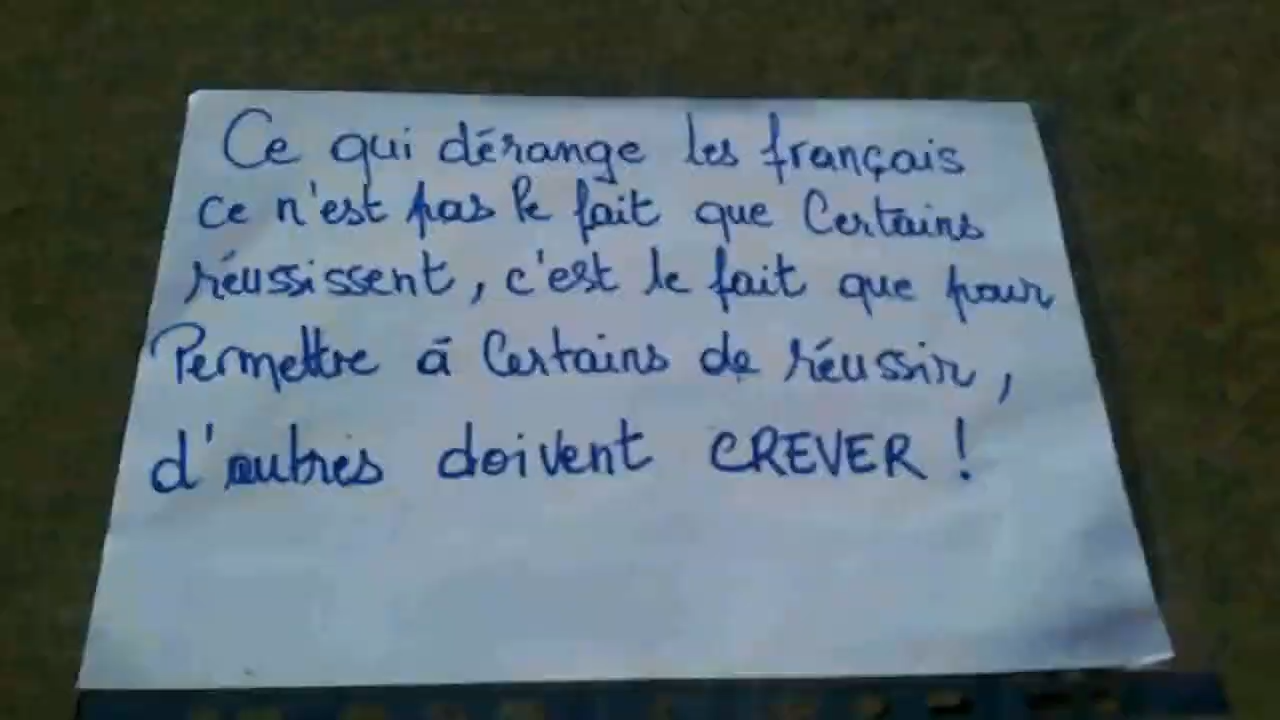 Ce qui dérange les français
ce n'est pas le fait que Certains
réussissent, c'est le fait que pour
Permettre à Certains de réussir,
d'autres doivent CREVER !